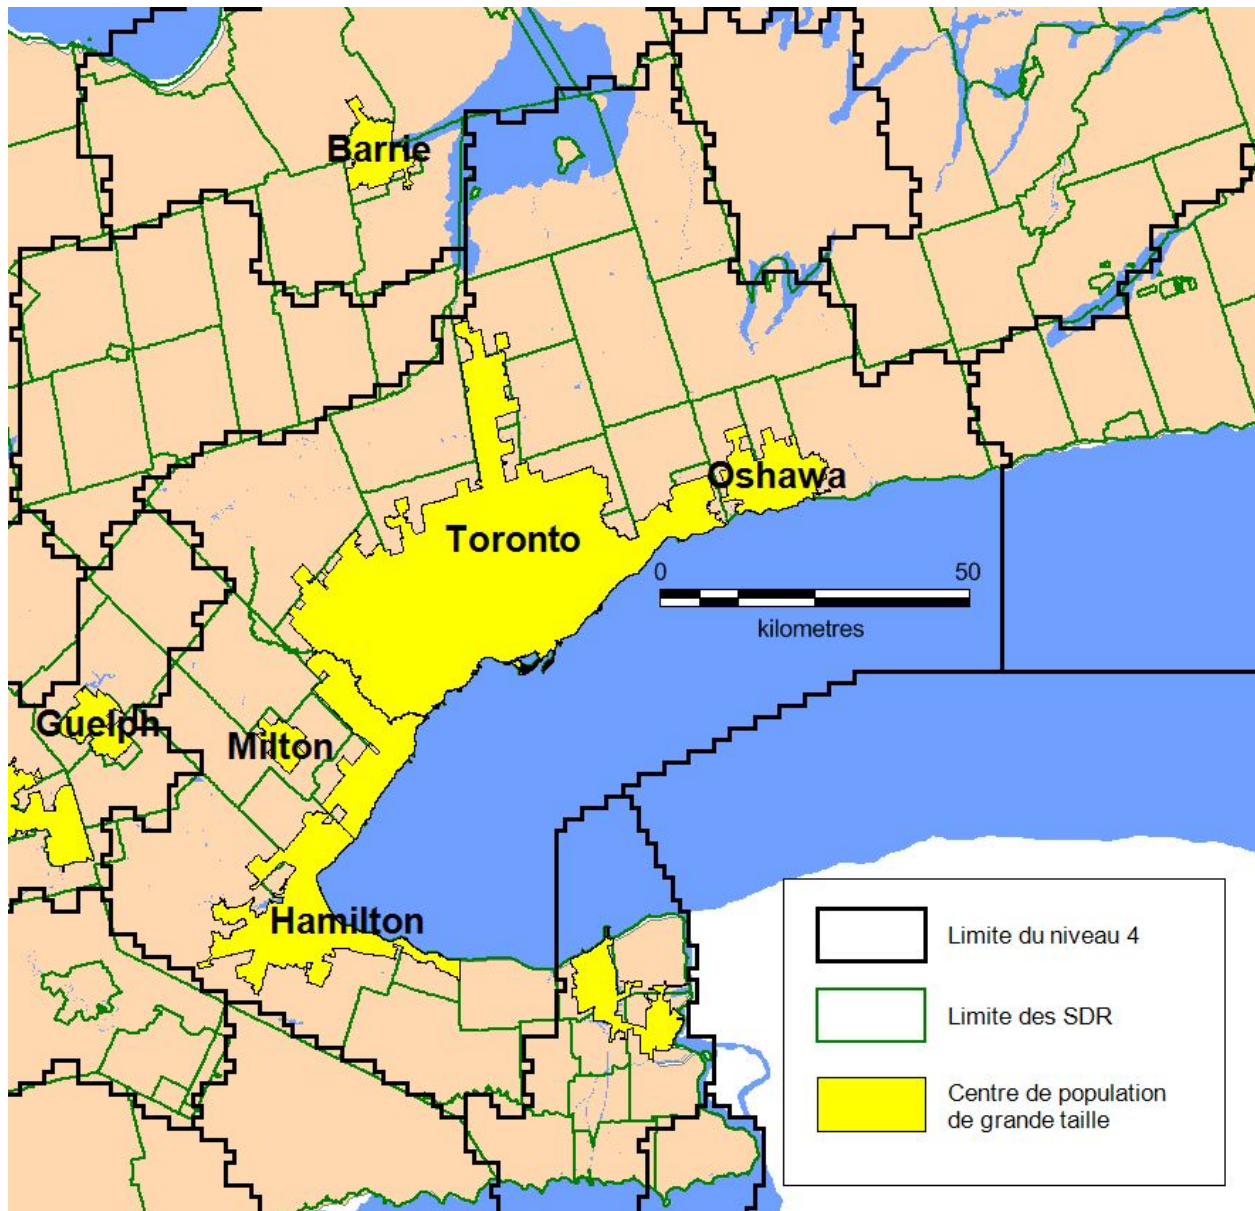 Barrie
Oshawa
Toronto
0 50
kilometres
Guelph
Milton
Hamilton
Limite du niveau 4
Limite des SDR
Centre de population
de grande taille